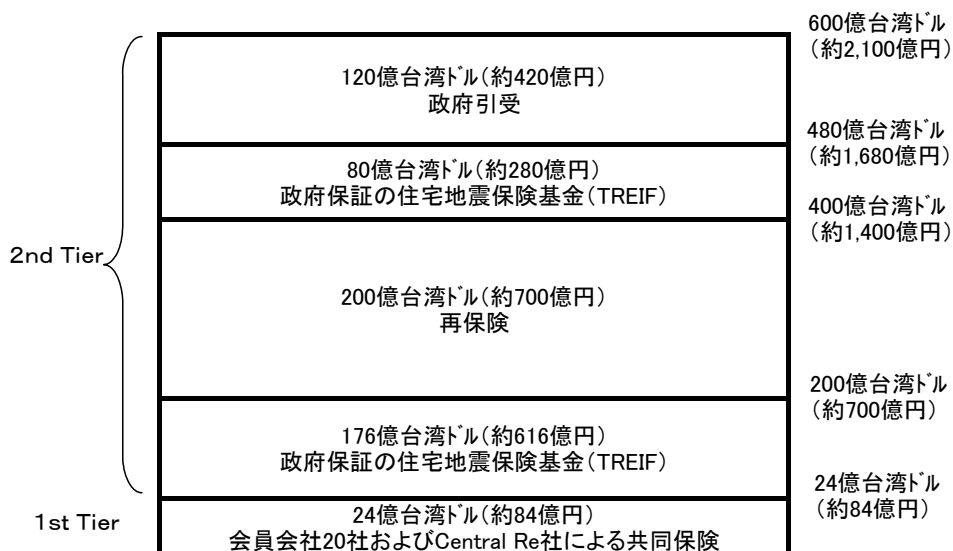 600億台湾ﾄﾞﾙ
（約2,100億円）
120億台湾ﾄﾞﾙ（約420億円）
政府引受
480億台湾ﾄﾞﾙ
（約1,680億円）
80億台湾ﾄﾞﾙ（約280億円）
政府保証の住宅地震保険基金（TREIF）
400億台湾ﾄﾞﾙ
（約1,400億円）
2nd Tier
200億台湾ﾄﾞﾙ（約700億円）
再保険
200億台湾ﾄﾞﾙ
（約700億円）
176億台湾ﾄﾞﾙ（約616億円）
政府保証の住宅地震保険基金（TREIF）
24億台湾ﾄﾞﾙ
（約84億円）
1st Tier
24億台湾ﾄﾞﾙ（約84億円）
会員会社20社およびCentral Re社による共同保険